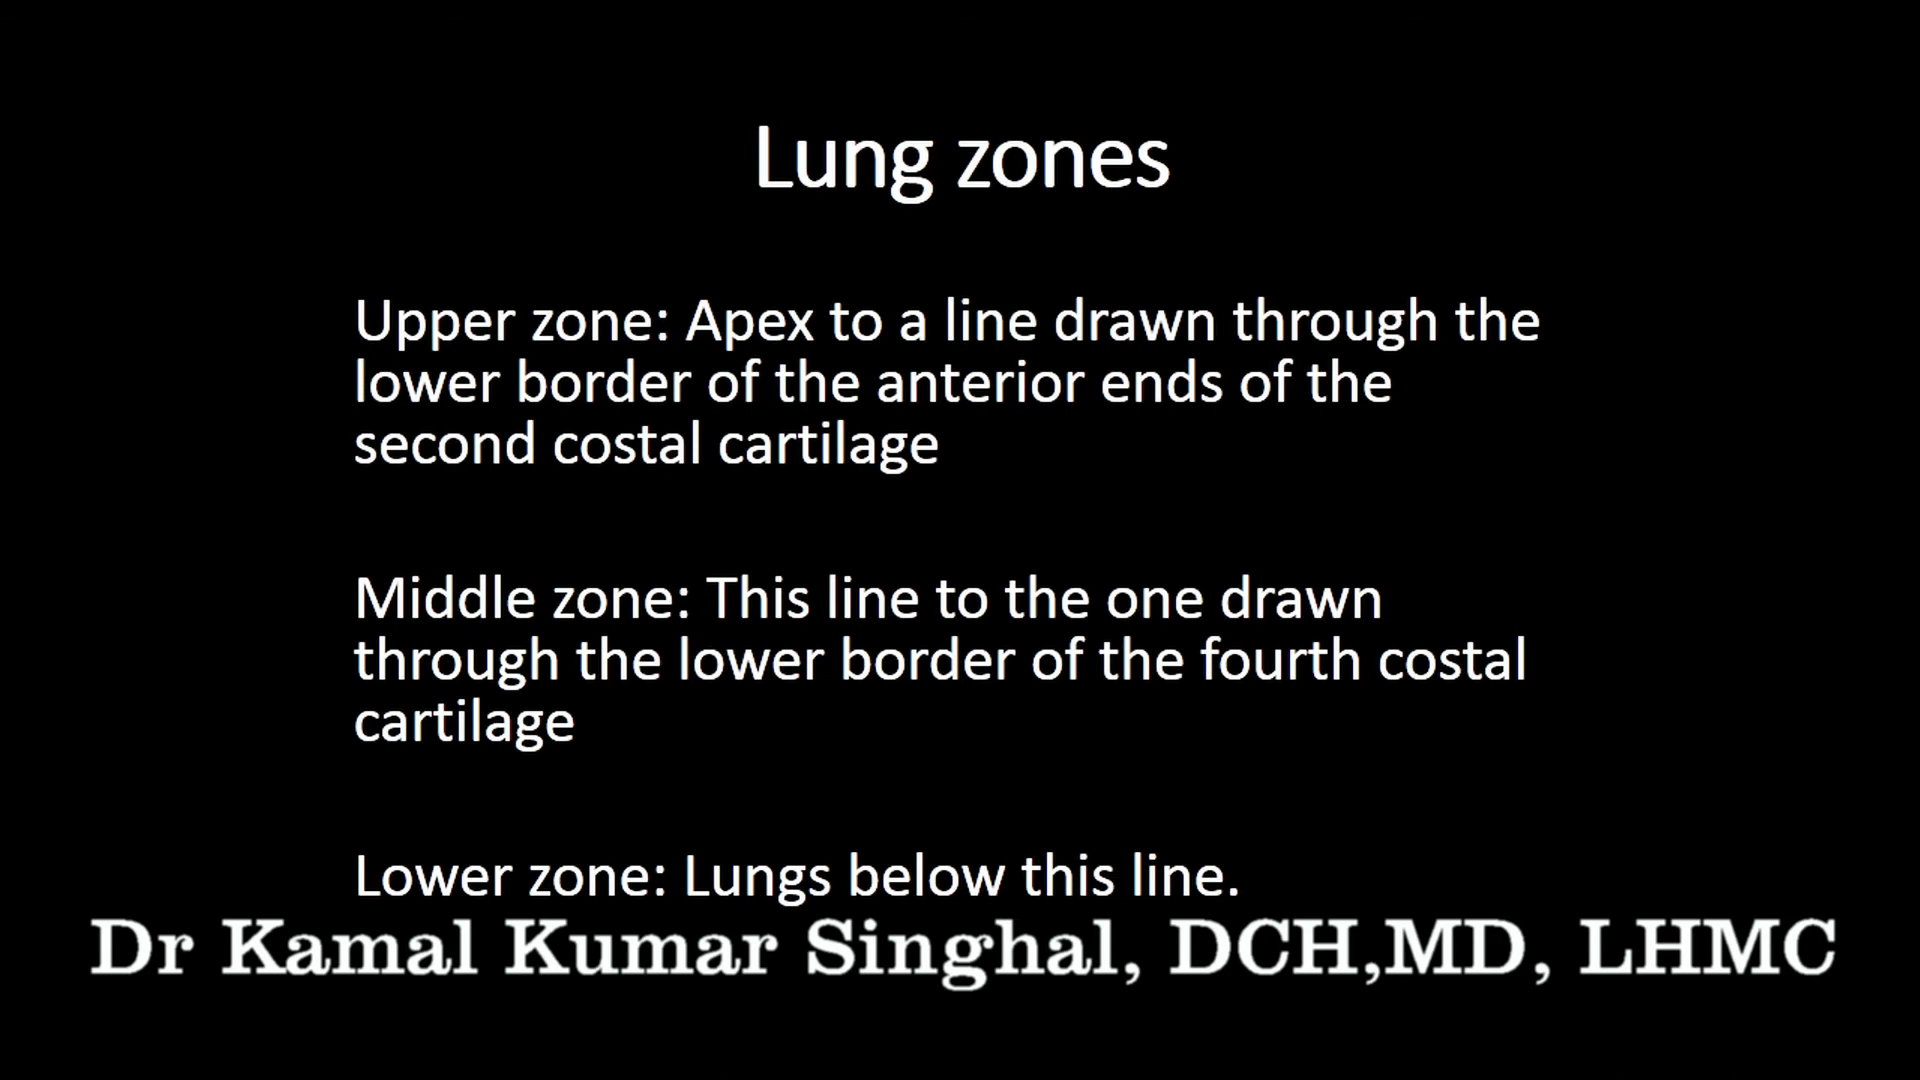 Lung zones
Upper zone: Apex to a line drawn through the
lower border of the anterior ends of the
second costal cartilage
Middle zone: This line to the one drawn
through the lower border of the fourth costal
cartilage
Lower zone: Lungs below this line.
Dr Kamal Kumar Singhal, DCH,MD, LHMC